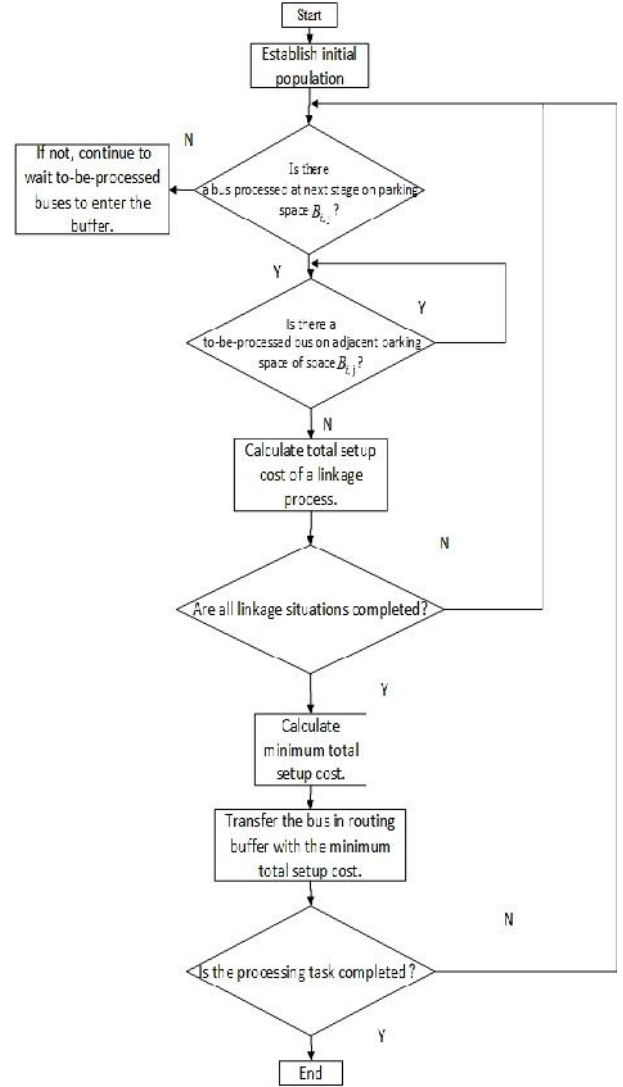 Start
Establish initial
population
N
If not, continue to
wait to-be-processed
buses to enter the
buffer.
Is there
a bus processed at next stage on parking
space B_{i,j} ?
Y
Is there a
to-be-processed bus on adjacent parking
space of space B_{i,j}?
Y
N
Calculate total setup
cost of a linkage
process.
N
Are all linkage situations completed?
Y
Calculate
minimum total
setup cost.
Transfer the bus in routing
buffer with the minimum
total setup cost.
N
Is the processing task completed ?
Y
End